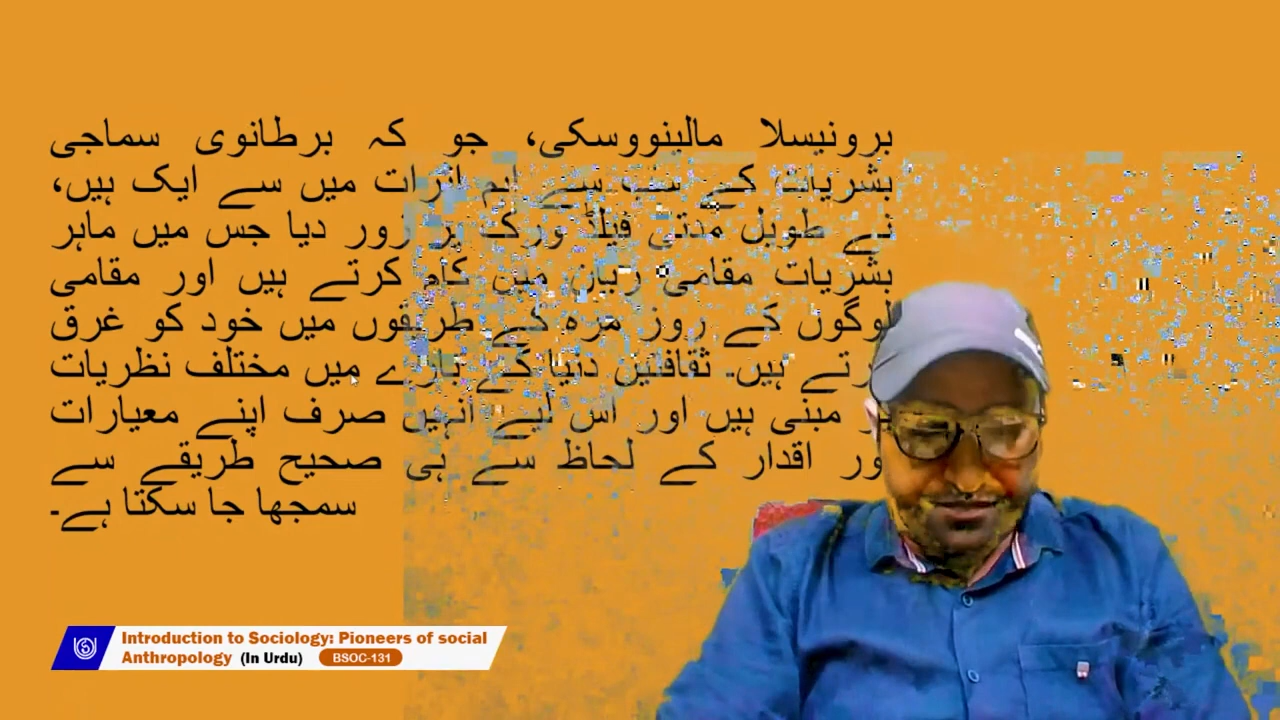 برونیسلا مالینووسکی، جو کہ برطانوی سماجی
بشریات کے سب سے اہم اثرات میں سے ایک ہیں،
نے طویل مدتی فیلڈ ورک پر زور دیا جس میں ماہر
بشریات مقامی زبان میں کام کرتے ہیں اور مقامی
لوگوں کے روز مرہ کے طریقوں میں خود کو غرق
کرتے ہیں۔ ثقافتیں دنیا کے بارے میں مختلف نظریات
پر مبنی ہیں اور اس لیے انہیں صرف اپنے معیارات
اور اقدار کے لحاظ سے ہی صحیح طریقے سے
سمجھا جا سکتا ہے۔
Introduction to Sociology: Pioneers of social
Anthropology (In Urdu) BSOC-131